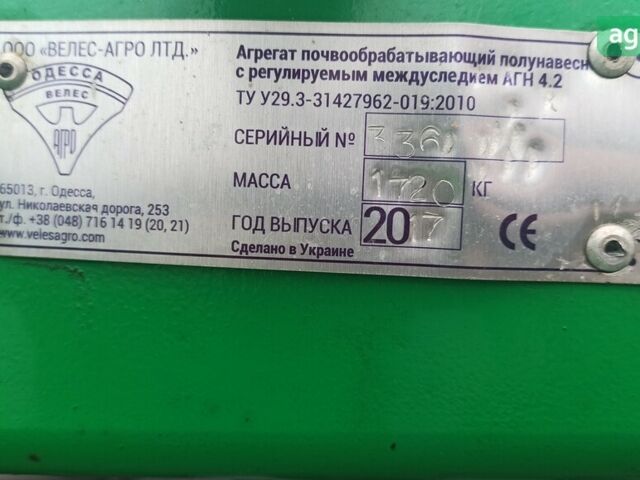 ООО «ВЕЛЕС-АГРО ЛТД.»
ОДЕССА
ВЕЛЕС
АГРО
65013, г. Одесса,
ул. Николаевская дорога, 253
т./ф. +38 (048) 716 14 19 (20, 21)
www.velesagro.com
Агрегат почвообрабатывающий полунавесн
с регулируемым междуследием АГН 4.2
ТУ У29.3-31427962-019:2010
СЕРИЙНЫЙ №
МАССА 1720 КГ
ГОД ВЫПУСКА 2017
Сделано в Украине
CE
ag